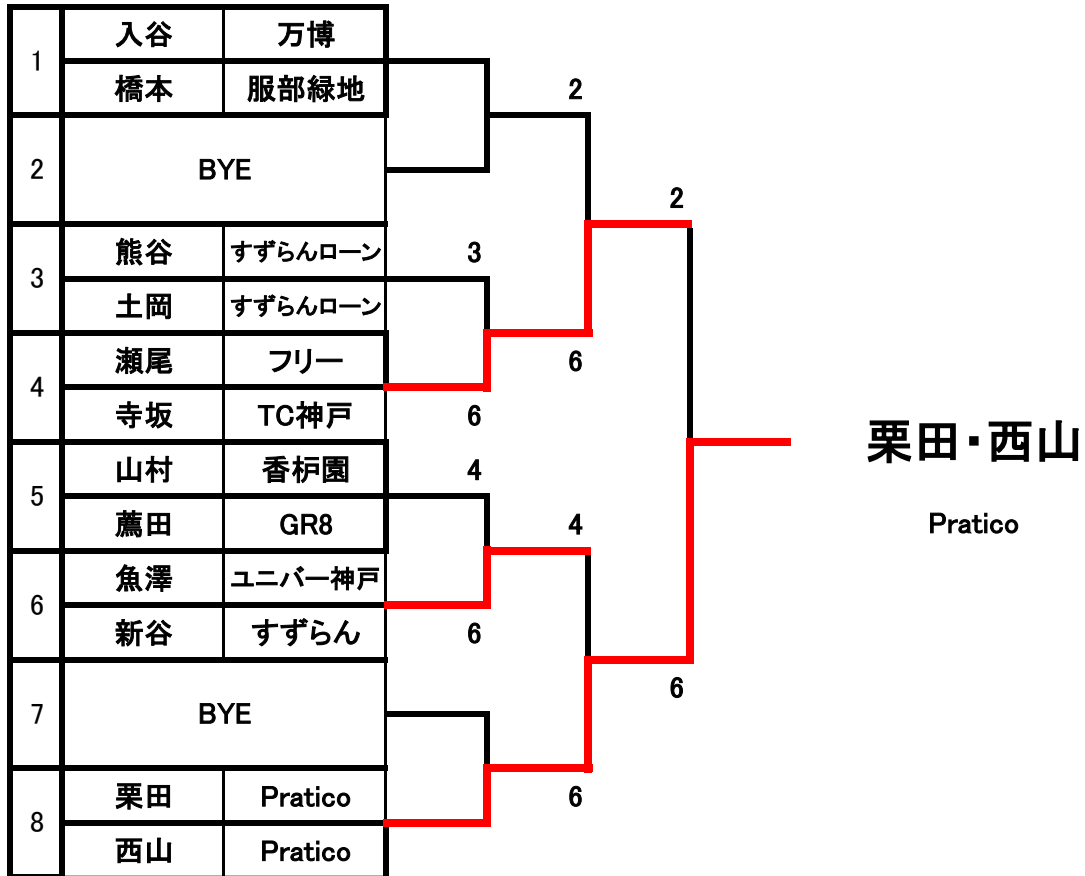 1 入谷 万博
橋本 服部緑地
2 BYE
3 熊谷 すずらんローン
土岡 すずらんローン
4 瀬尾 フリー
寺坂 TC神戸
5 山村 香枦園
薦田 GR8
6 魚澤 ユニバー神戸
新谷 すずらん
7 BYE
8 栗田 Pratico
西山 Pratico
3
6
4
6
2
6
4
6
2
6
栗田・西山
Pratico